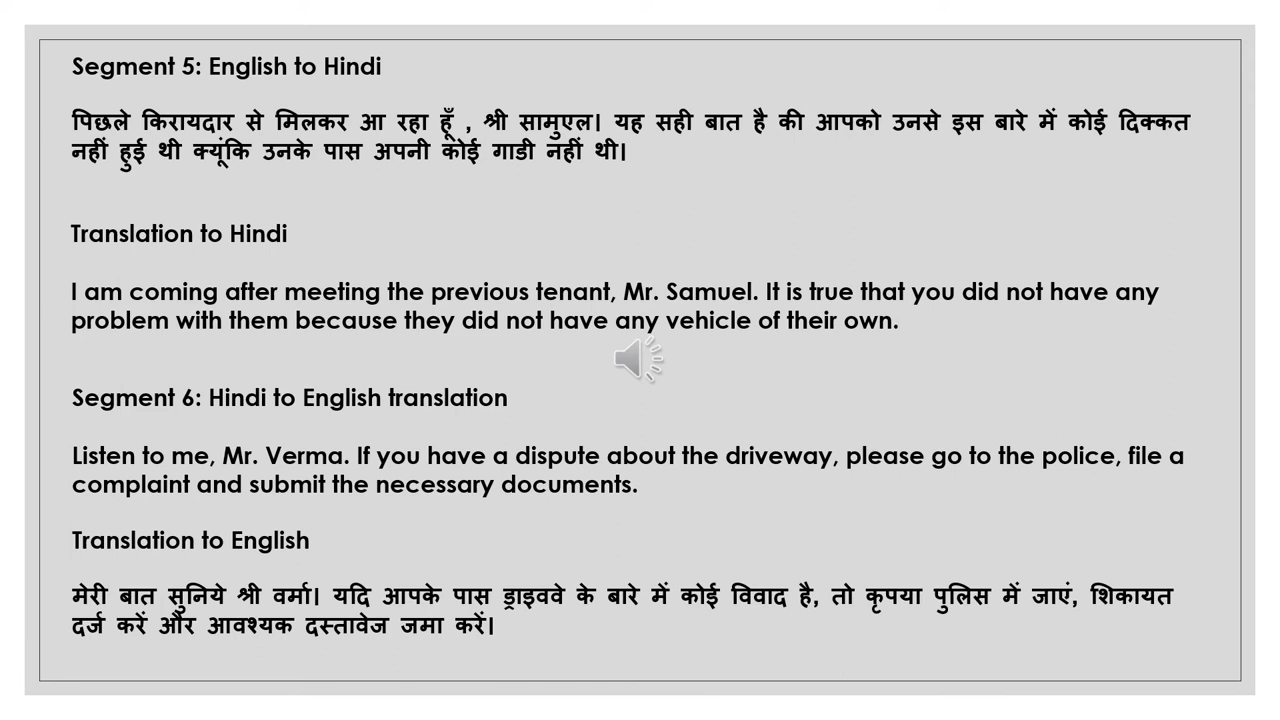 Segment 5: English to Hindi
पिछले किरायदार से मिलकर आ रहा हूँ , श्री सामुएल। यह सही बात है की आपको उनसे इस बारे में कोई दिक्कत
नहीं हुई थी क्यूंकि उनके पास अपनी कोई गाडी नहीं थी।
Translation to Hindi
I am coming after meeting the previous tenant, Mr. Samuel. It is true that you did not have any
problem with them because they did not have any vehicle of their own.
Segment 6: Hindi to English translation
Listen to me, Mr. Verma. If you have a dispute about the driveway, please go to the police, file a
complaint and submit the necessary documents.
Translation to English
मेरी बात सुनिये श्री वर्मा। यदि आपके पास ड्राइववे के बारे में कोई विवाद है, तो कृपया पुलिस में जाएं, शिकायत
दर्ज करें और आवश्यक दस्तावेज जमा करें।